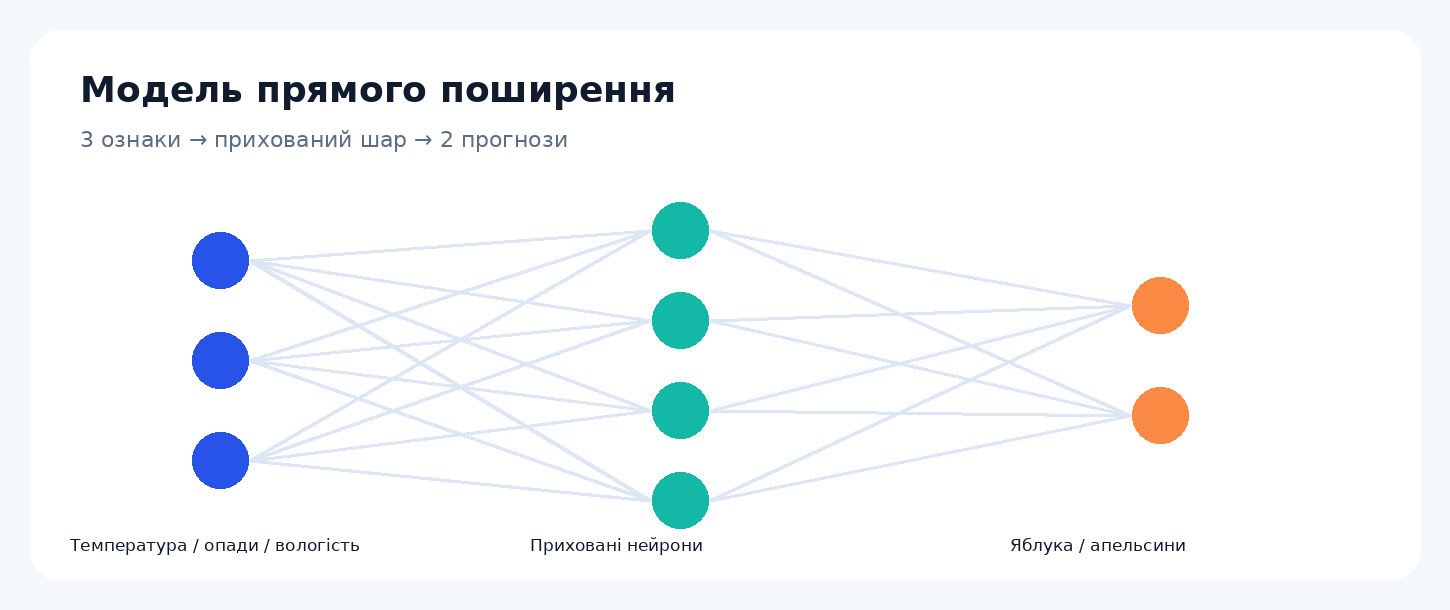 Модель прямого поширення
3 ознаки → прихований шар → 2 прогнози
Температура / опади / вологість
Приховані нейрони
Яблука / апельсини